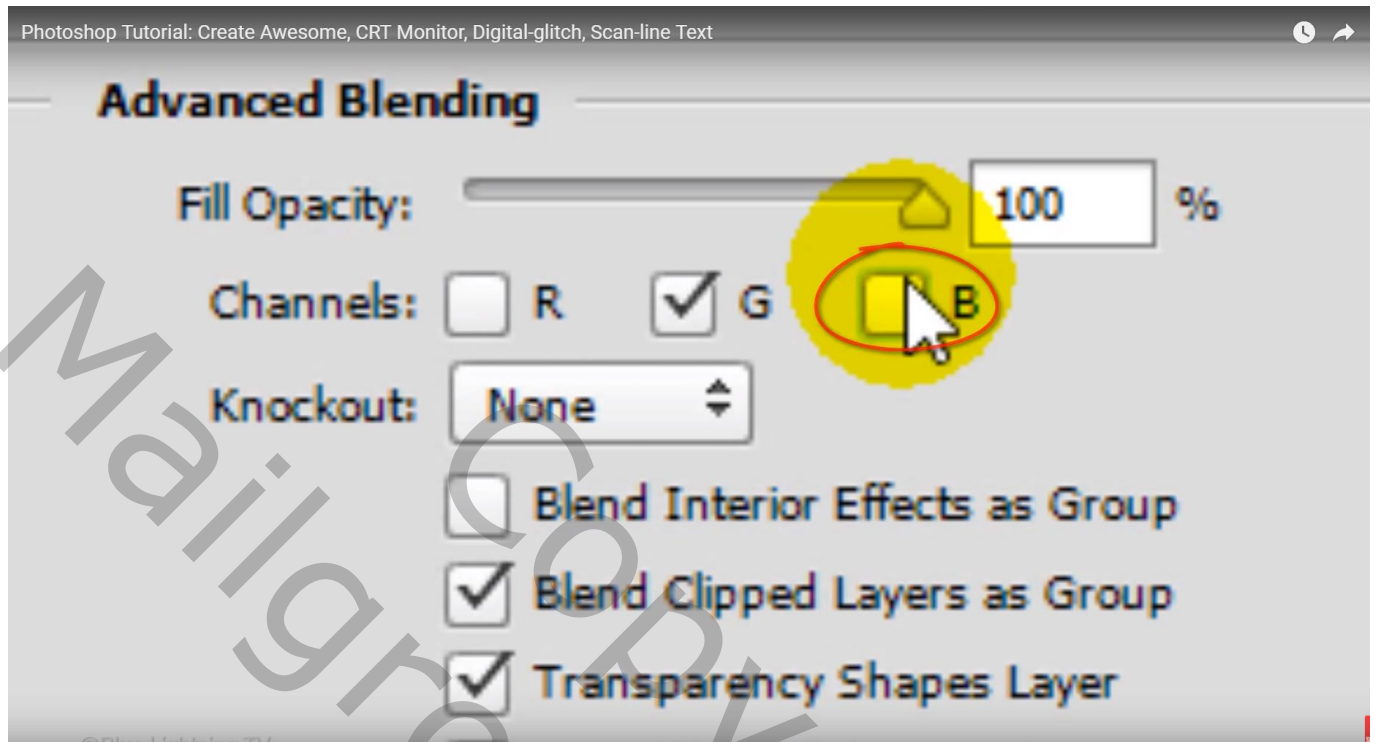 Photoshop Tutorial: Create Awesome, CRT Monitor, Digital-glitch, Scan-line Text
Advanced Blending
Fill Opacity: 100 %
Channels: R G B
Knockout: None
Blend Interior Effects as Group
Blend Clipped Layers as Group
Transparency Shapes Layer
Copy